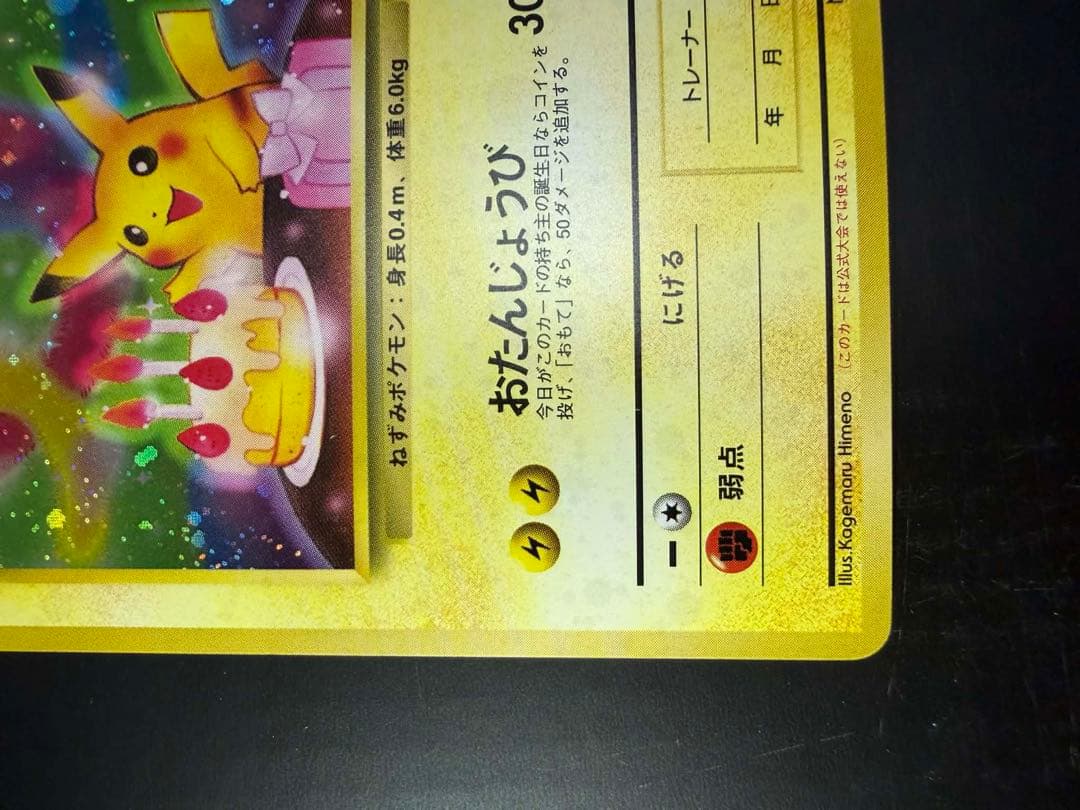 ねずみポケモン：身長0.4m、体重6.0kg
おたんじょうび 30
今日がこのカードの持ち主の誕生日ならコインを
投げ、「おもて」なら、50ダメージを追加する。
にげる
弱点
トレーナー
年 月 日
Illus.Kagemaru Himeno （このカードは公式大会では使えない）